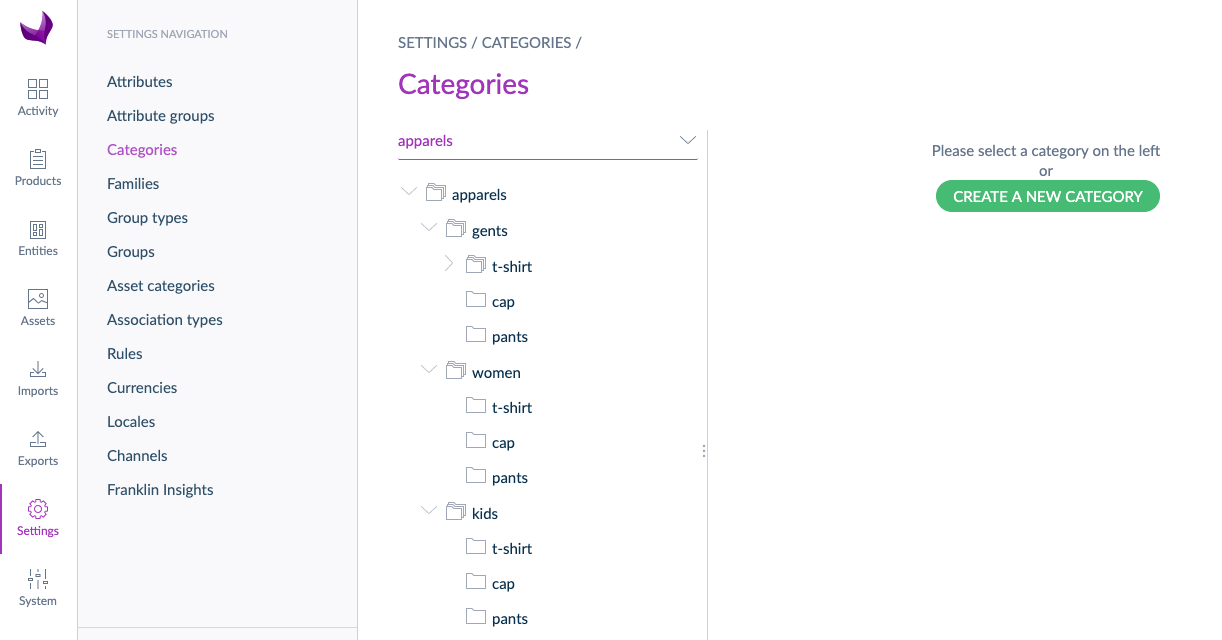 Activity
Products
Entities
Assets
Imports
Exports
Settings
System
SETTINGS NAVIGATION
Attributes
Attribute groups
Categories
Families
Group types
Groups
Asset categories
Association types
Rules
Currencies
Locales
Channels
Franklin Insights
SETTINGS / CATEGORIES /
Categories
apparels
apparels
gents
t-shirt
cap
pants
women
t-shirt
cap
pants
kids
t-shirt
cap
pants
Please select a category on the left
or
CREATE A NEW CATEGORY